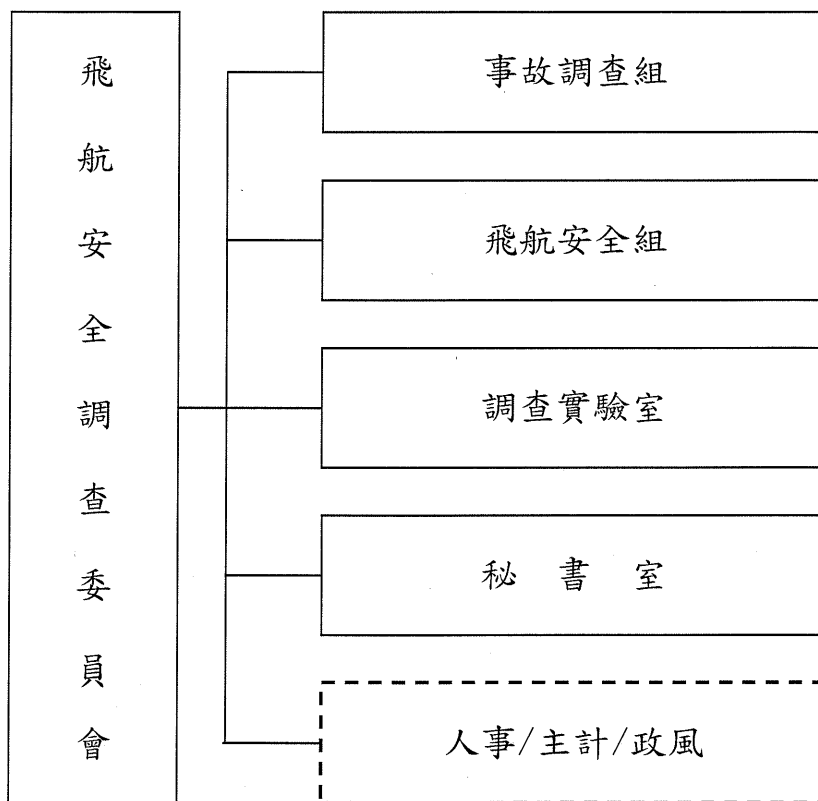 飛航安全調查委員會
事故調查組
飛航安全組
調查實驗室
秘書室
人事/主計/政風